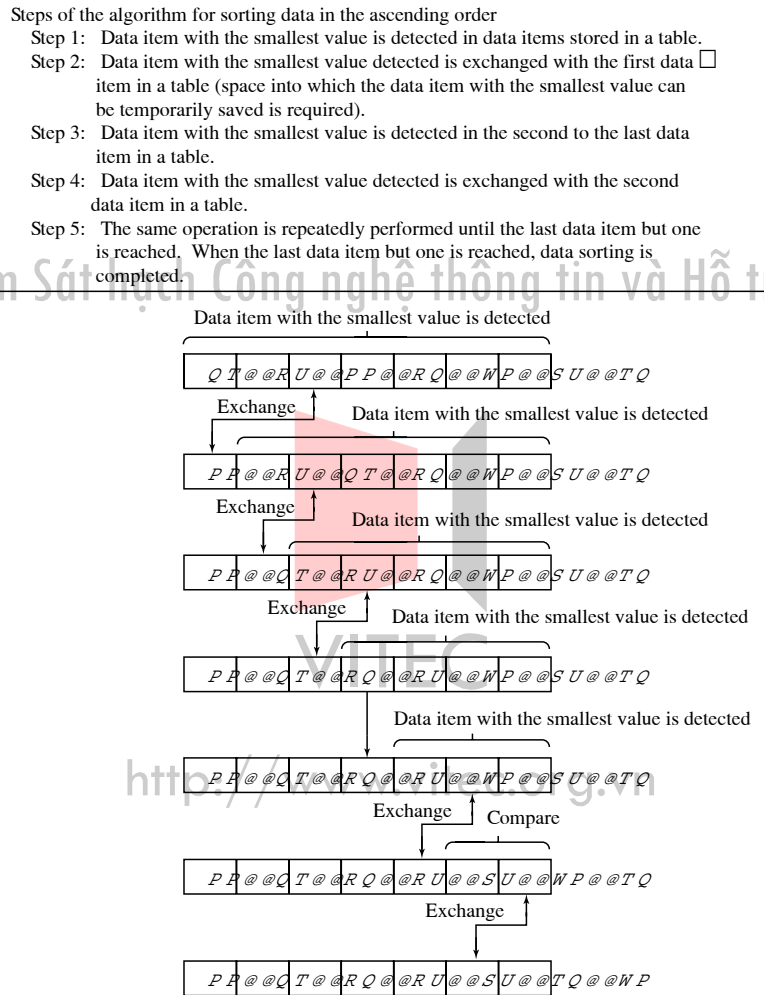 Steps of the algorithm for sorting data in the ascending order
Step 1: Data item with the smallest value is detected in data items stored in a table.
Step 2: Data item with the smallest value detected is exchanged with the first data □
item in a table (space into which the data item with the smallest value can
be temporarily saved is required).
Step 3: Data item with the smallest value is detected in the second to the last data
item in a table.
Step 4: Data item with the smallest value detected is exchanged with the second
data item in a table.
Step 5: The same operation is repeatedly performed until the last data item but one
is reached. When the last data item but one is reached, data sorting is
completed.
m Sát hạch Công nghệ thông tin và Hỗ t
Data item with the smallest value is detected
Q T@@R U@@P P@@R Q@@W P@@S U@@T Q
Exchange
Data item with the smallest value is detected
P P@@R U@@Q T@@R Q@@W P@@S U@@T Q
Exchange
Data item with the smallest value is detected
P P@@Q T@@R U@@R Q@@W P@@S U@@T Q
Exchange
Data item with the smallest value is detected
VITEC
P P@@Q T@@R Q@@R U@@W P@@S U@@T Q
Data item with the smallest value is detected
http://www.vitec.org.vn
P P@@Q T@@R Q@@R U@@W P@@S U@@T Q
Exchange
Compare
P P@@Q T@@R Q@@R U@@S U@@W P@@T Q
Exchange
P P@@Q T@@R Q@@R U@@S U@@T Q@@W P